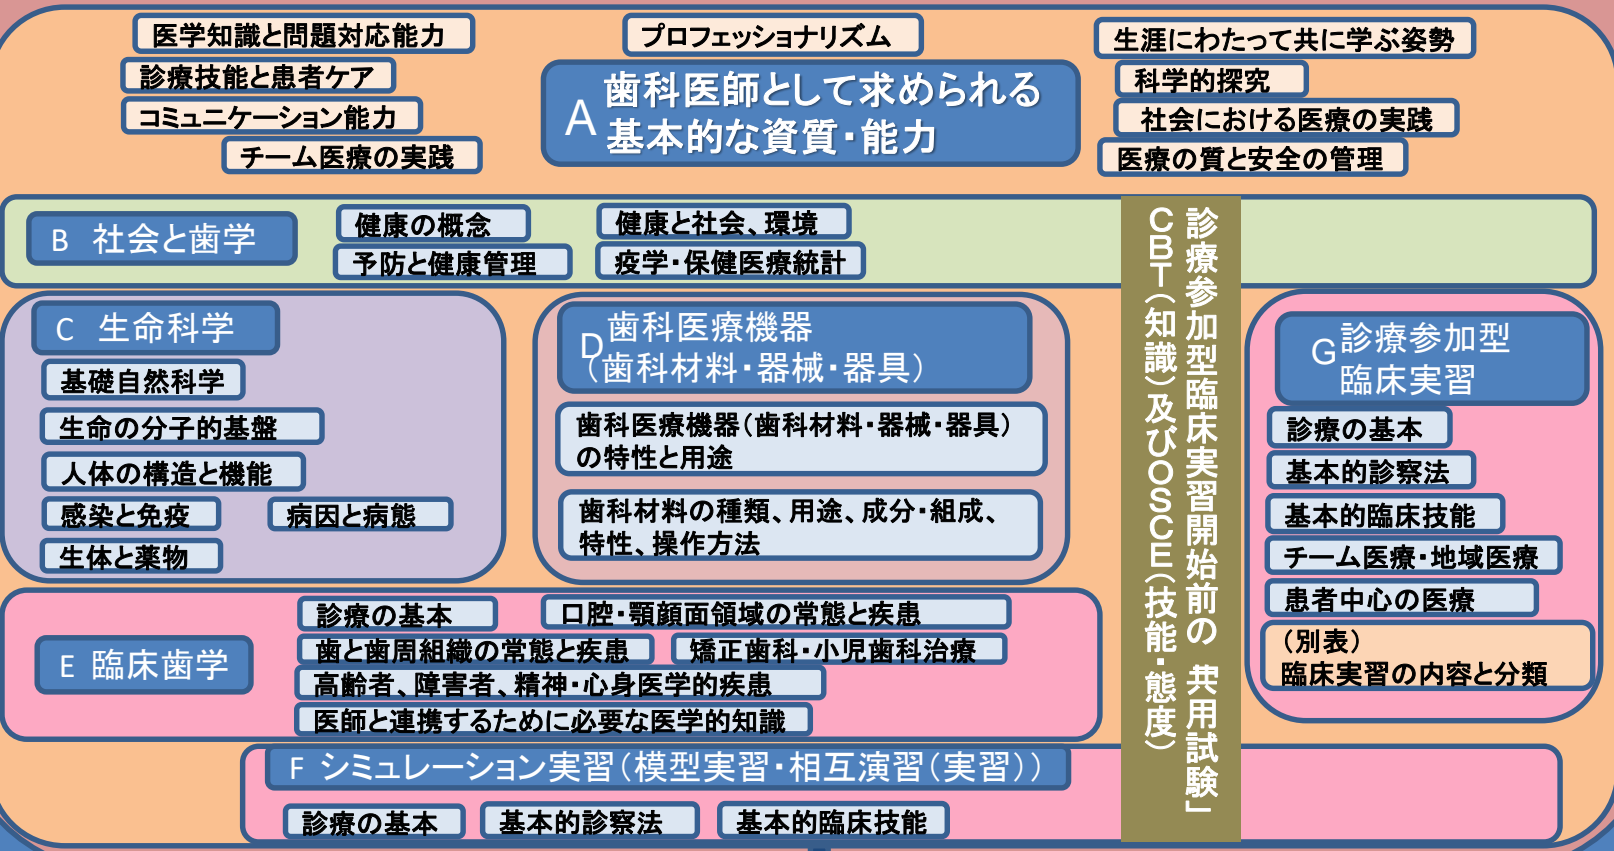 医学知識と問題対応能力
診療技能と患者ケア
コミュニケーション能力
チーム医療の実践
プロフェッショナリズム
A 歯科医師として求められる
基本的な資質・能力
生涯にわたって共に学ぶ姿勢
科学的探究
社会における医療の実践
医療の質と安全の管理
B 社会と歯学
健康の概念
健康と社会、環境
予防と健康管理
疫学・保健医療統計
C 生命科学
基礎自然科学
生命の分子的基盤
人体の構造と機能
感染と免疫
病因と病態
生体と薬物
D 歯科医療機器
（歯科材料・器械・器具）
歯科医療機器（歯科材料・器械・器具）
の特性と用途
歯科材料の種類、用途、成分・組成、
特性、操作方法
E 臨床歯学
診療の基本
口腔・顎顔面領域の常態と疾患
歯と歯周組織の常態と疾患
矯正歯科・小児歯科治療
高齢者、障害者、精神・心身医学的疾患
医師と連携するために必要な医学的知識
F シミュレーション実習（模型実習・相互演習（実習））
診療の基本
基本的診察法
基本的臨床技能
診療参加型臨床実習開始前の「共用試験」
ＣＢＴ（知識）及びＯＳＣＥ（技能・態度）
G 診療参加型
臨床実習
診療の基本
基本的診察法
基本的臨床技能
チーム医療・地域医療
患者中心の医療
（別表）
臨床実習の内容と分類